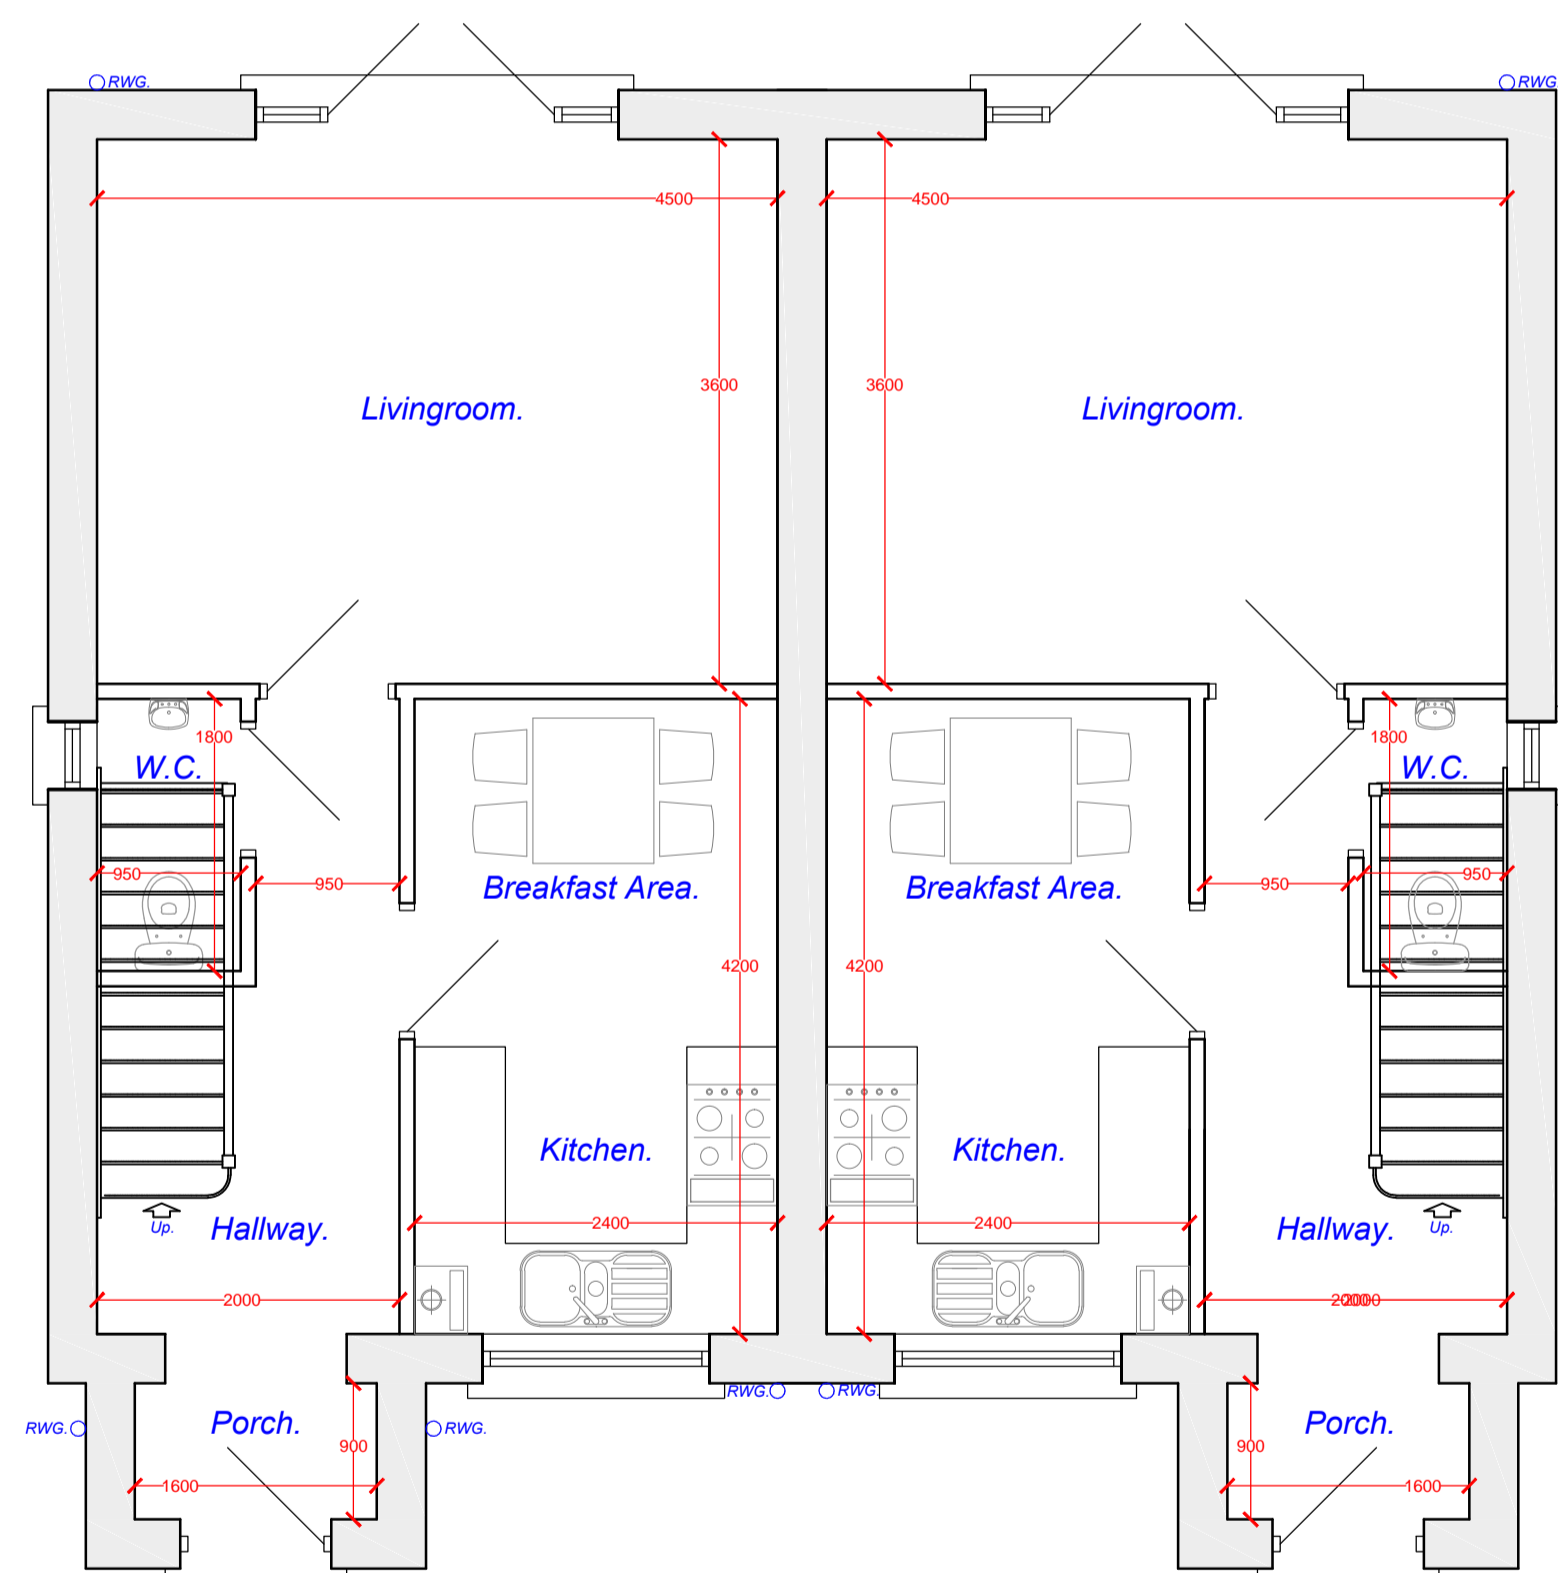 RWG. RWG
4500 4500
3600 3600
Livingroom. Livingroom.
1800 1800
W.C. W.C.
950 950 950 950
Breakfast Area. Breakfast Area.
4200 4200
Kitchen. Kitchen.
2400 2400
Up. Hallway. Hallway. Up.
2000 2000 2000
RWG. RWG.
RWG. Porch. RWG. Porch.
900 900
1600 1600